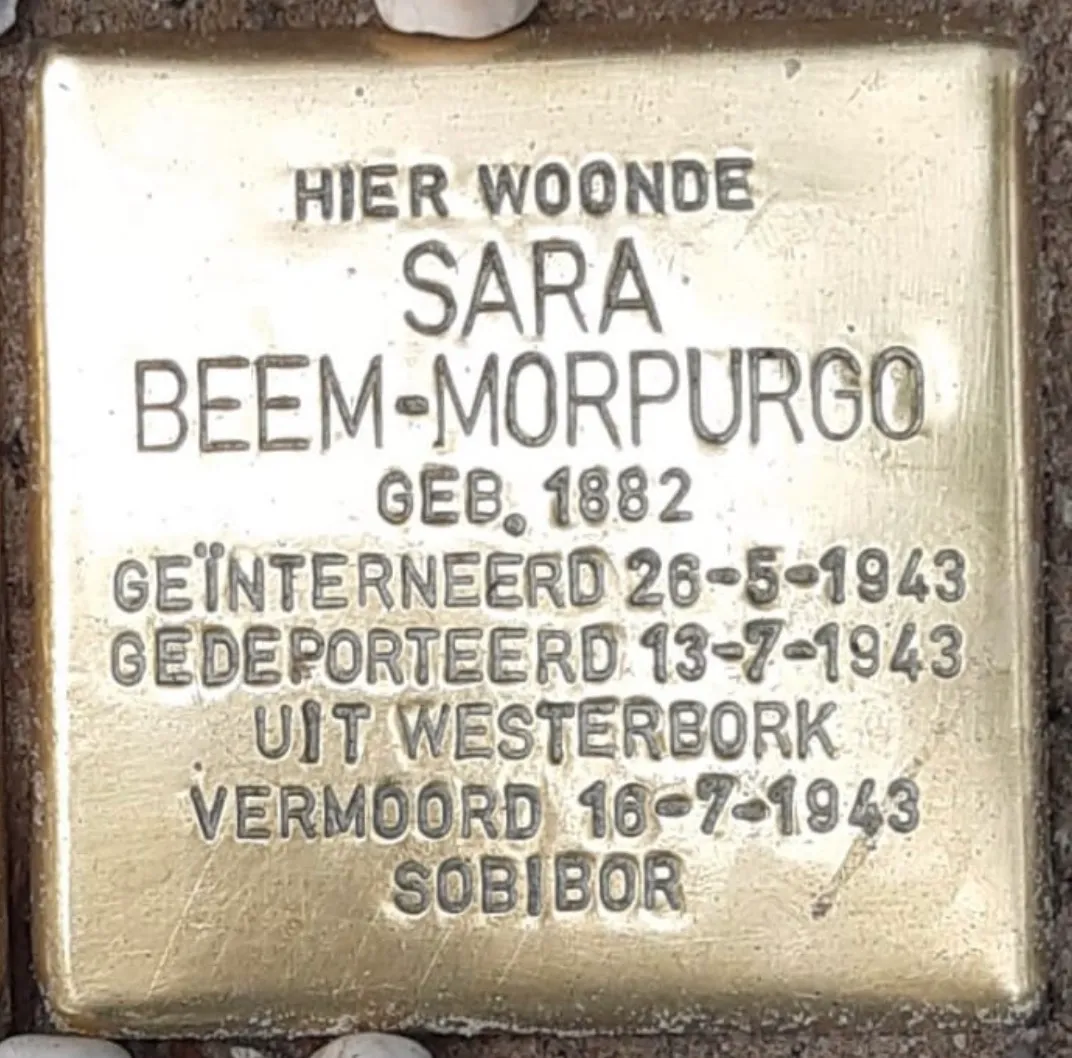 HIER WOONDE
SARA
BEEM-MORPURGO
GEB. 1882
GEÏNTERNEERD 26-5-1943
GEDEPORTEERD 13-7-1943
UIT WESTERBORK
VERMOORD 16-7-1943
SOBIBOR